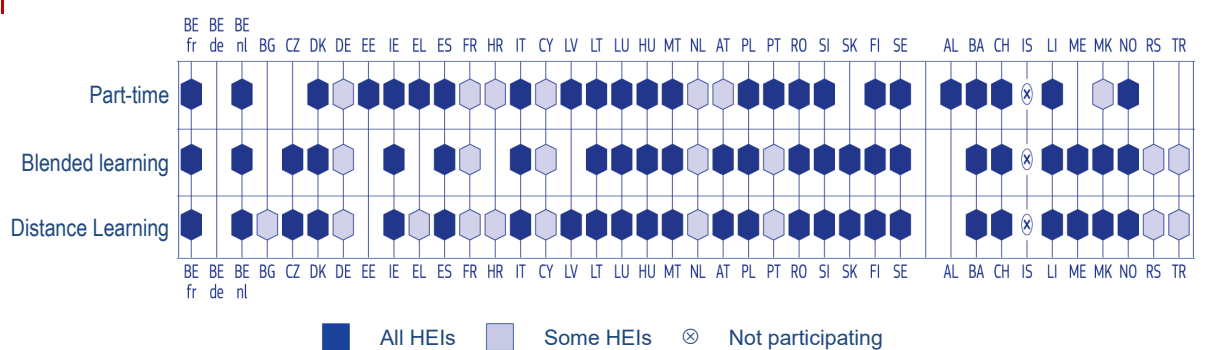 BE BE BE
fr de nl BG CZ DK DE EE IE EL ES FR HR IT CY LV LT LU HU MT NL AT PL PT RO SI SK FI SE AL BA CH IS LI ME MK NO RS TR
Part-time
Blended learning
Distance Learning
BE BE BE BG CZ DK DE EE IE EL ES FR HR IT CY LV LT LU HU MT NL AT PL PT RO SI SK FI SE AL BA CH IS LI ME MK NO RS TR
fr de nl
All HEIs Some HEIs ⊗ Not participating